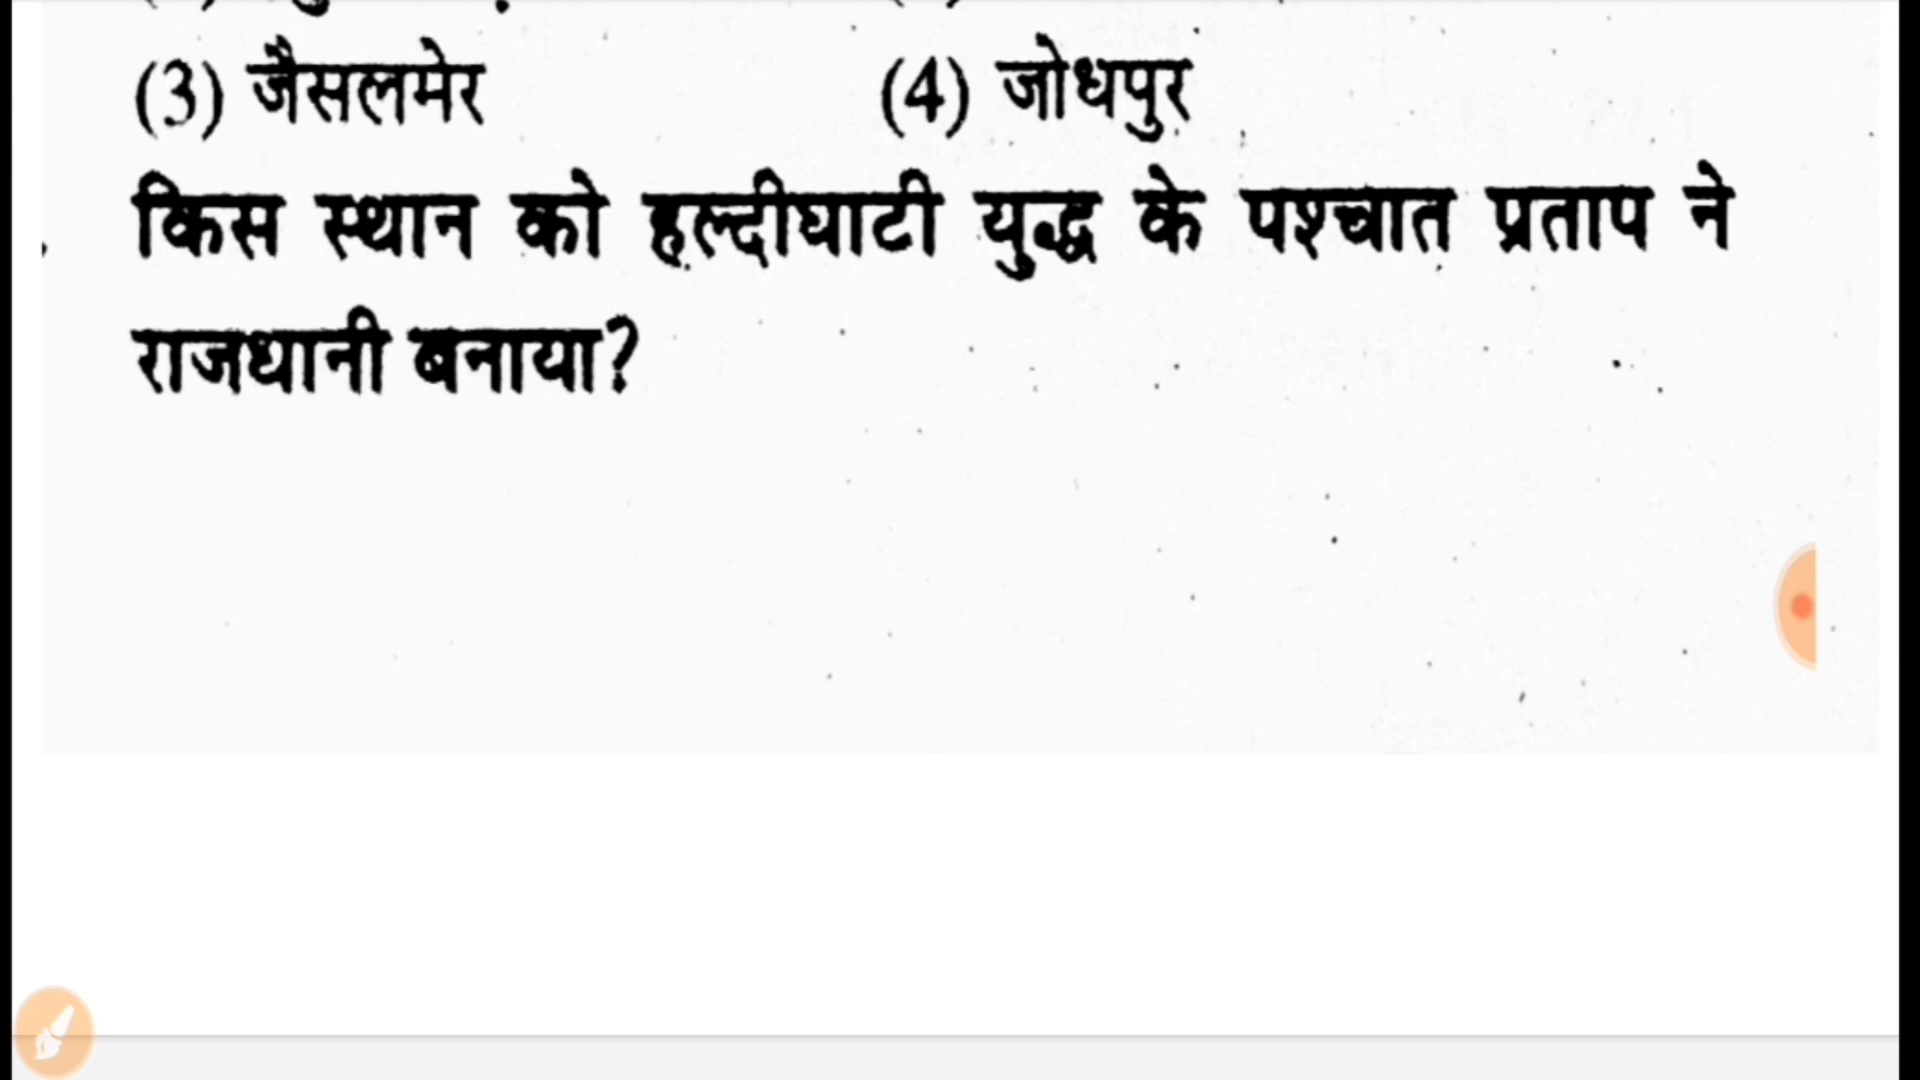 (3) जैसलमेर (4) जोधपुर
किस स्थान को हल्दीघाटी युद्ध के पश्चात प्रताप ने
राजधानी बनाया?